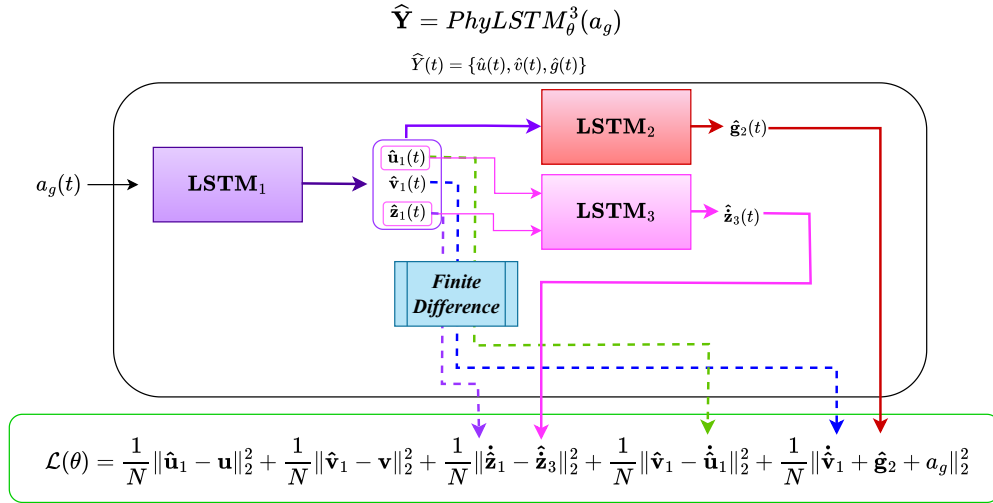 Ŷ = PhyLSTM³_θ(a_g)
Ŷ(t) = {û(t), v̂(t), ĝ(t)}
a_g(t)
LSTM₁
û₁(t)
v̂₁(t)
ẑ₁(t)
LSTM₂
ĝ₂(t)
LSTM₃
ẑ̇₃(t)
Finite
Difference
ℒ(θ) = 1/N ‖û₁ − u‖₂² + 1/N ‖v̂₁ − v‖₂² + 1/N ‖ẑ̇₁ − ẑ̇₃‖₂² + 1/N ‖v̂₁ − û̇₁‖₂² + 1/N ‖v̂̇₁ + ĝ₂ + a_g‖₂²